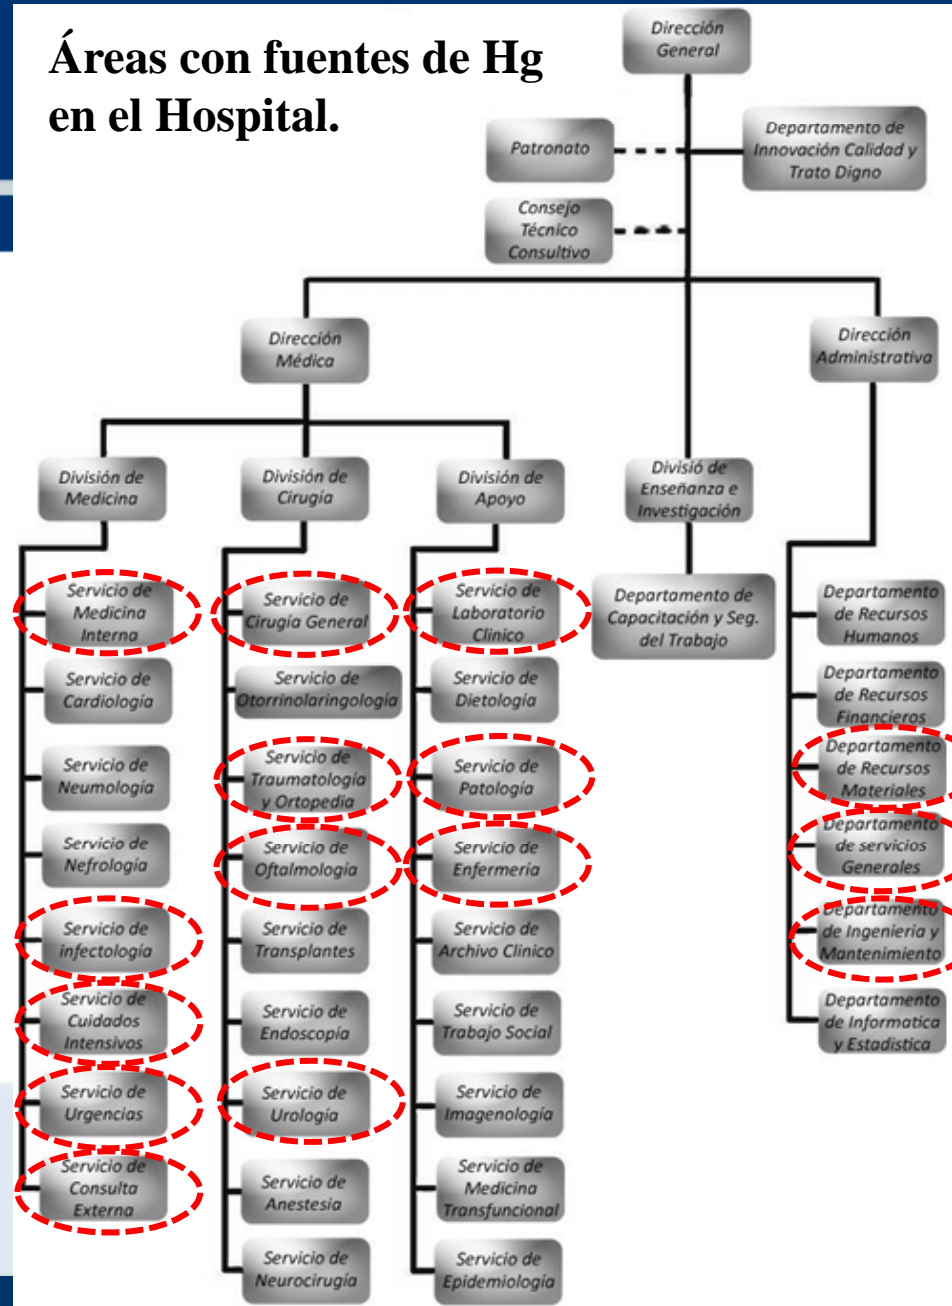 Áreas con fuentes de Hg
en el Hospital.
Dirección
General
Patronato
Departamento de
Innovación Calidad y
Trato Digno
Consejo
Técnico
Consultivo
Dirección
Médica
Dirección
Administrativa
División de
Medicina
División de
Cirugía
División de
Apoyo
Divisió de
Enseñanza e
Investigación
Servicio de
Medicina
Interna
Servicio de
Cardiología
Servicio de
Neumología
Servicio de
Nefrología
Servicio de
infectología
Servicio de
Cuidados
Intensivos
Servicio de
Urgencias
Servicio de
Consulta
Externa
Servicio de
Cirugía General
Servicio de
Otorrinolaringología
Servicio de
Traumatología
y Ortopedia
Servicio de
Oftalmología
Servicio de
Transplantes
Servicio de
Endoscopía
Servicio de
Urología
Servicio de
Anestesia
Servicio de
Neurocirugía
Servicio de
Laboratorio
Clinico
Servicio de
Dietología
Servicio de
Patología
Servicio de
Enfermería
Servicio de
Archivo Clinico
Servicio de
Trabajo Social
Servicio de
Imagenología
Servicio de
Medicina
Transfuncional
Servicio de
Epidemiología
Departamento de
Capacitación y Seg.
del Trabajo
Departamento
de Recursos
Humanos
Departamento
de Recursos
Financieros
Departamento
de Recursos
Materiales
Departamento
de servicios
Generales
Departamento
de Ingenieria y
Mantenimiento
Departamento
de Informatica
y Estadistica